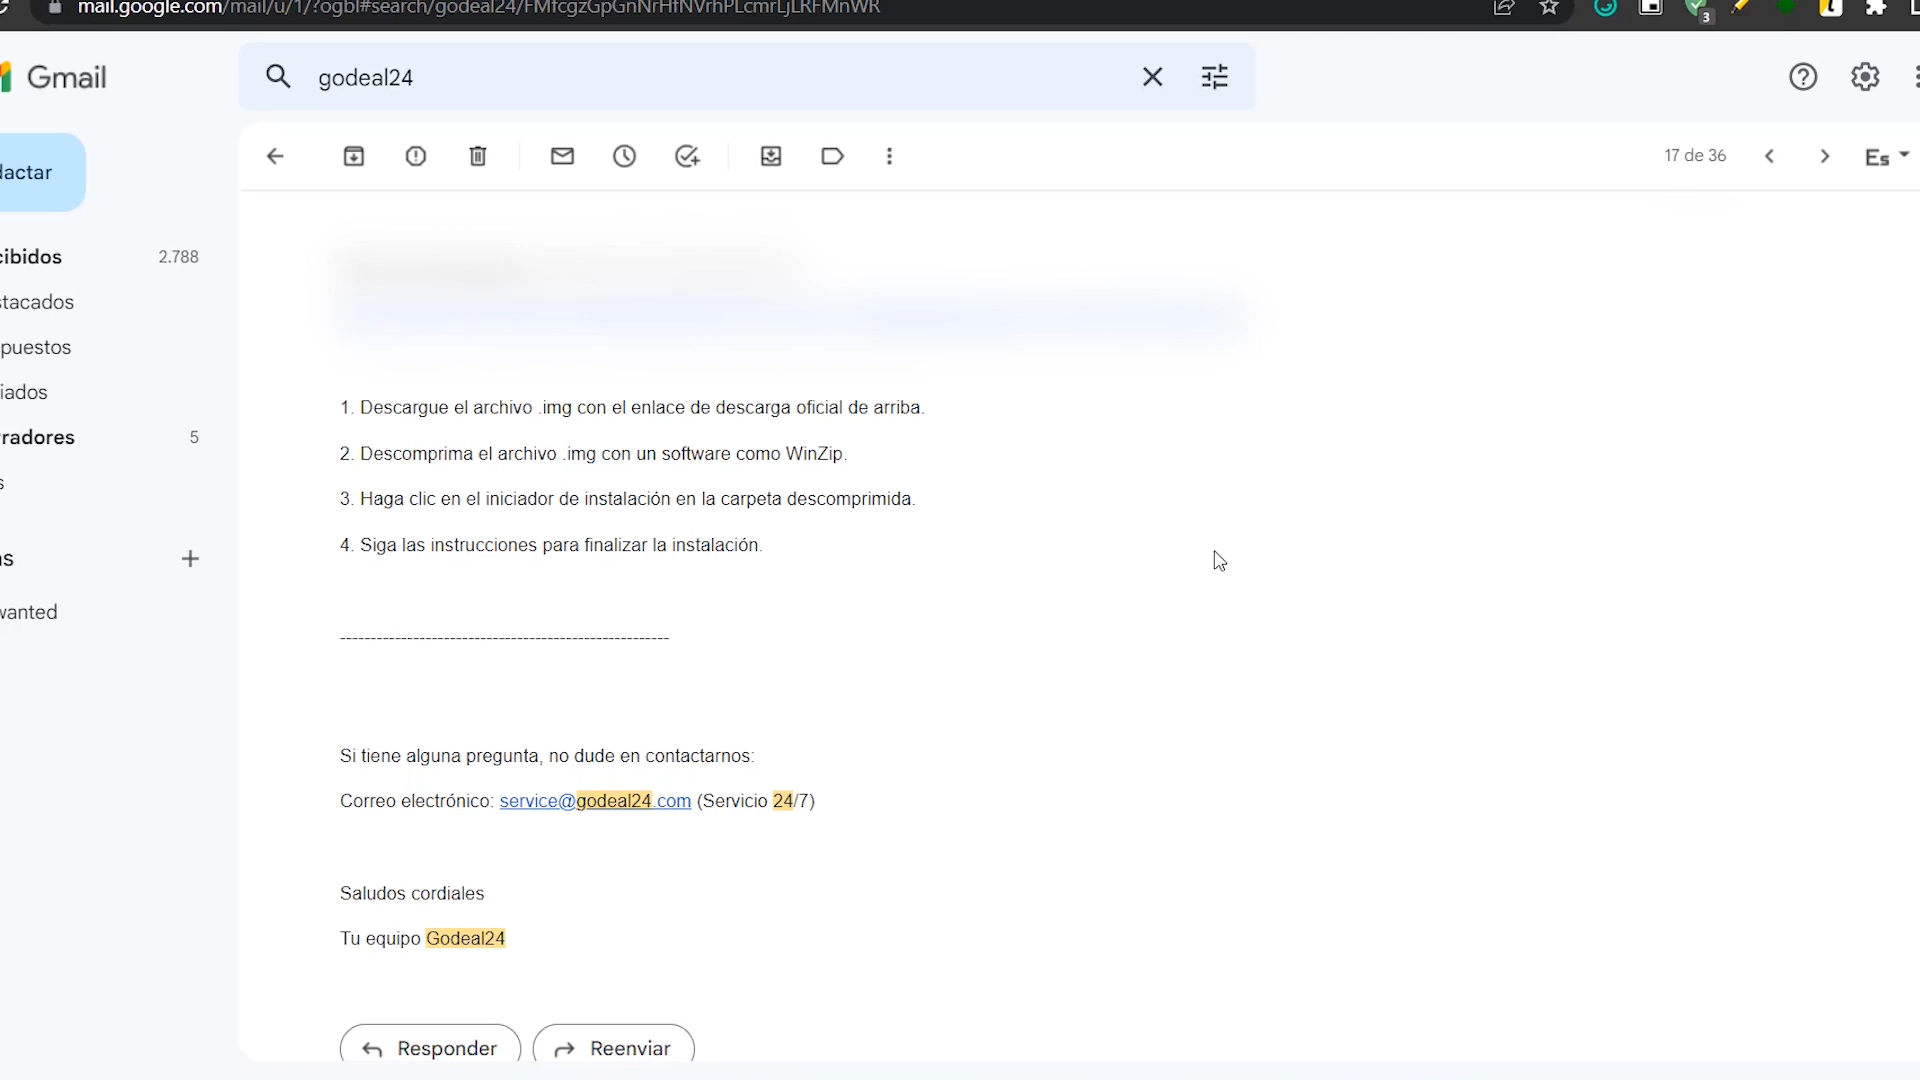 mail.google.com/mail/u/1/?ogbl#search/godeal24/FMfcgzGpGnNrHfNVrhPLcmrLjLRFMnWR
3
Gmail
godeal24
dactar
17 de 36
Es
cibidos
2.788
stacados
puestos
iados
rradores
5
s
as
wanted
1. Descargue el archivo .img con el enlace de descarga oficial de arriba.
2. Descomprima el archivo .img con un software como WinZip.
3. Haga clic en el iniciador de instalación en la carpeta descomprimida.
4. Siga las instrucciones para finalizar la instalación.
-------------------------------------------------------
Si tiene alguna pregunta, no dude en contactarnos:
Correo electrónico: service@godeal24.com (Servicio 24/7)
Saludos cordiales
Tu equipo Godeal24
Responder
Reenviar